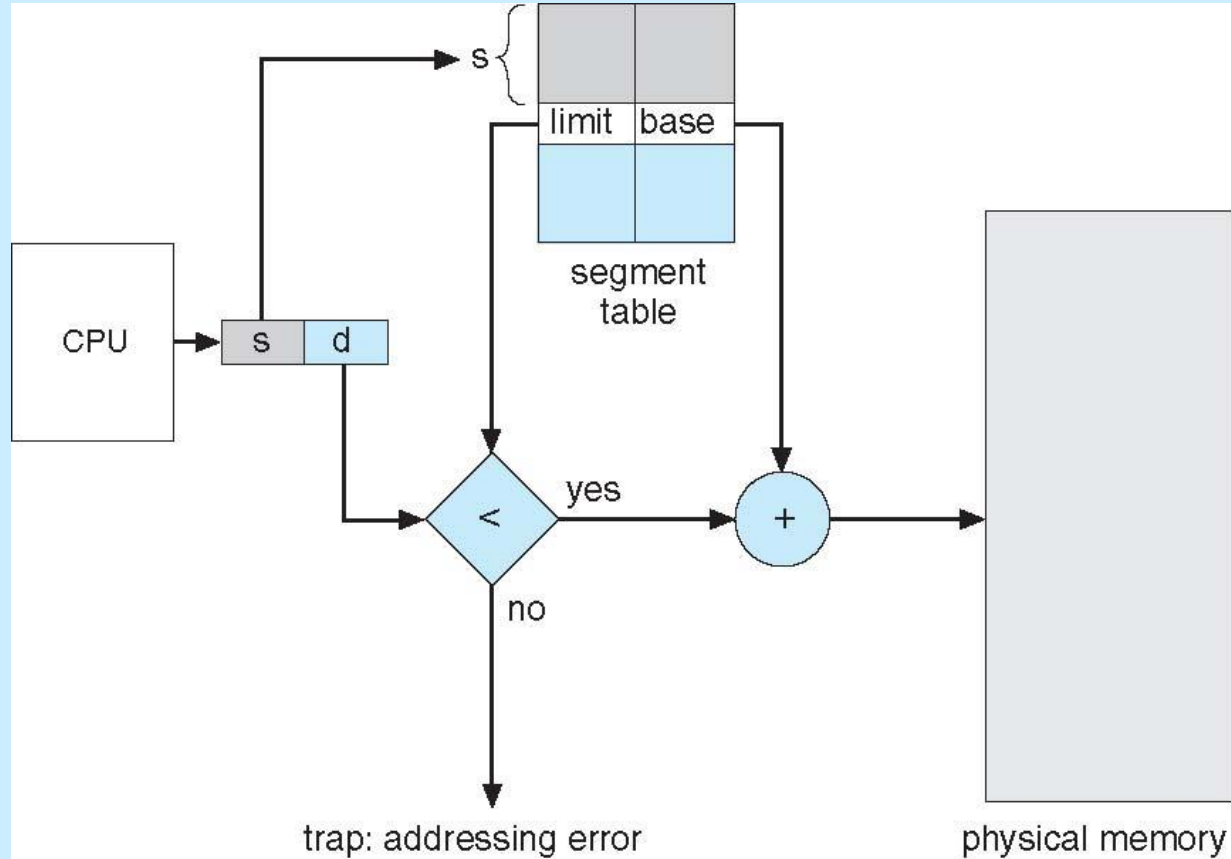 s
limit base
segment
table
CPU
s d
<
yes
+
no
trap: addressing error
physical memory